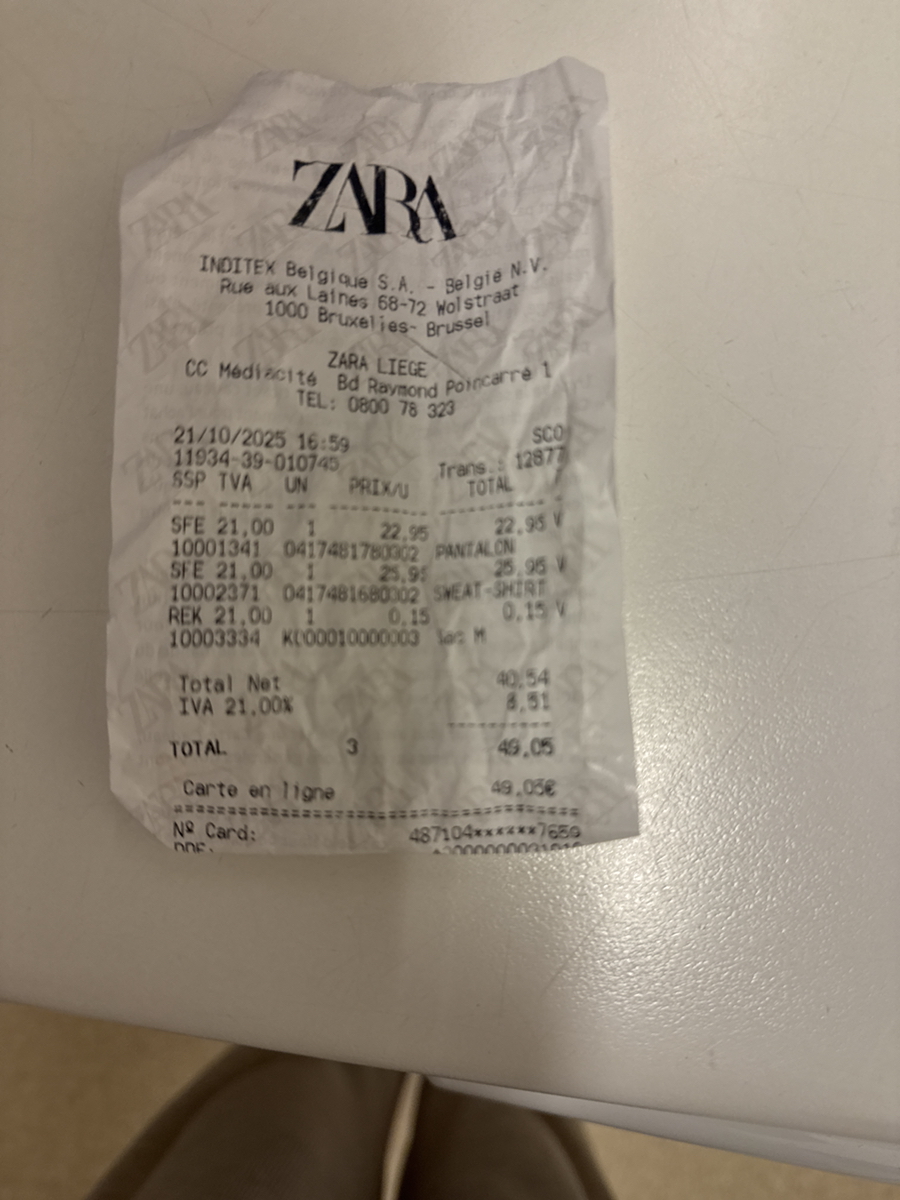 ZARA
INDITEX Belgique S.A. - België N.V.
Rue aux Laines 68-72 Wolstraat
1000 Bruxelles- Brussel
ZARA LIEGE
CC Médiacité Bd Raymond Poincarré 1
TEL: 0800 78 323
21/10/2025 16:59 SCO
11934-39-010745 Trans.: 12877
SSP TVA UN PRIX/U TOTAL
--- ----- --- ---------- ----------
SFE 21,00 1 22,95 22,95 V
10001341 0417481780002 PANTALON
SFE 21,00 1 25,95 25,95 V
10002371 0417481680002 SWEAT-SHIRT
REK 21,00 1 0,15 0,15 V
10003334 M
Total Net 40,54
IVA 21,00% 8,51
----------
TOTAL 3 49,05
Carte en ligne 49,05€
========================================
Nº Card: 487104******7659